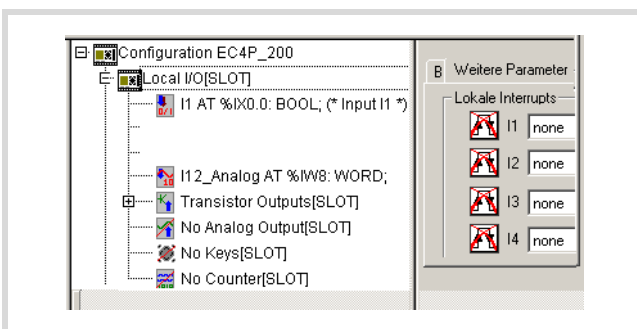 Configuration EC4P_200
Local I/O[SLOT]
I1 AT %IX0.0: BOOL; (* Input I1 *)
I12_Analog AT %IW8: WORD;
Transistor Outputs[SLOT]
No Analog Output[SLOT]
No Keys[SLOT]
No Counter[SLOT]
B Weitere Parameter
Lokale Interrupts
I1 none
I2 none
I3 none
I4 none